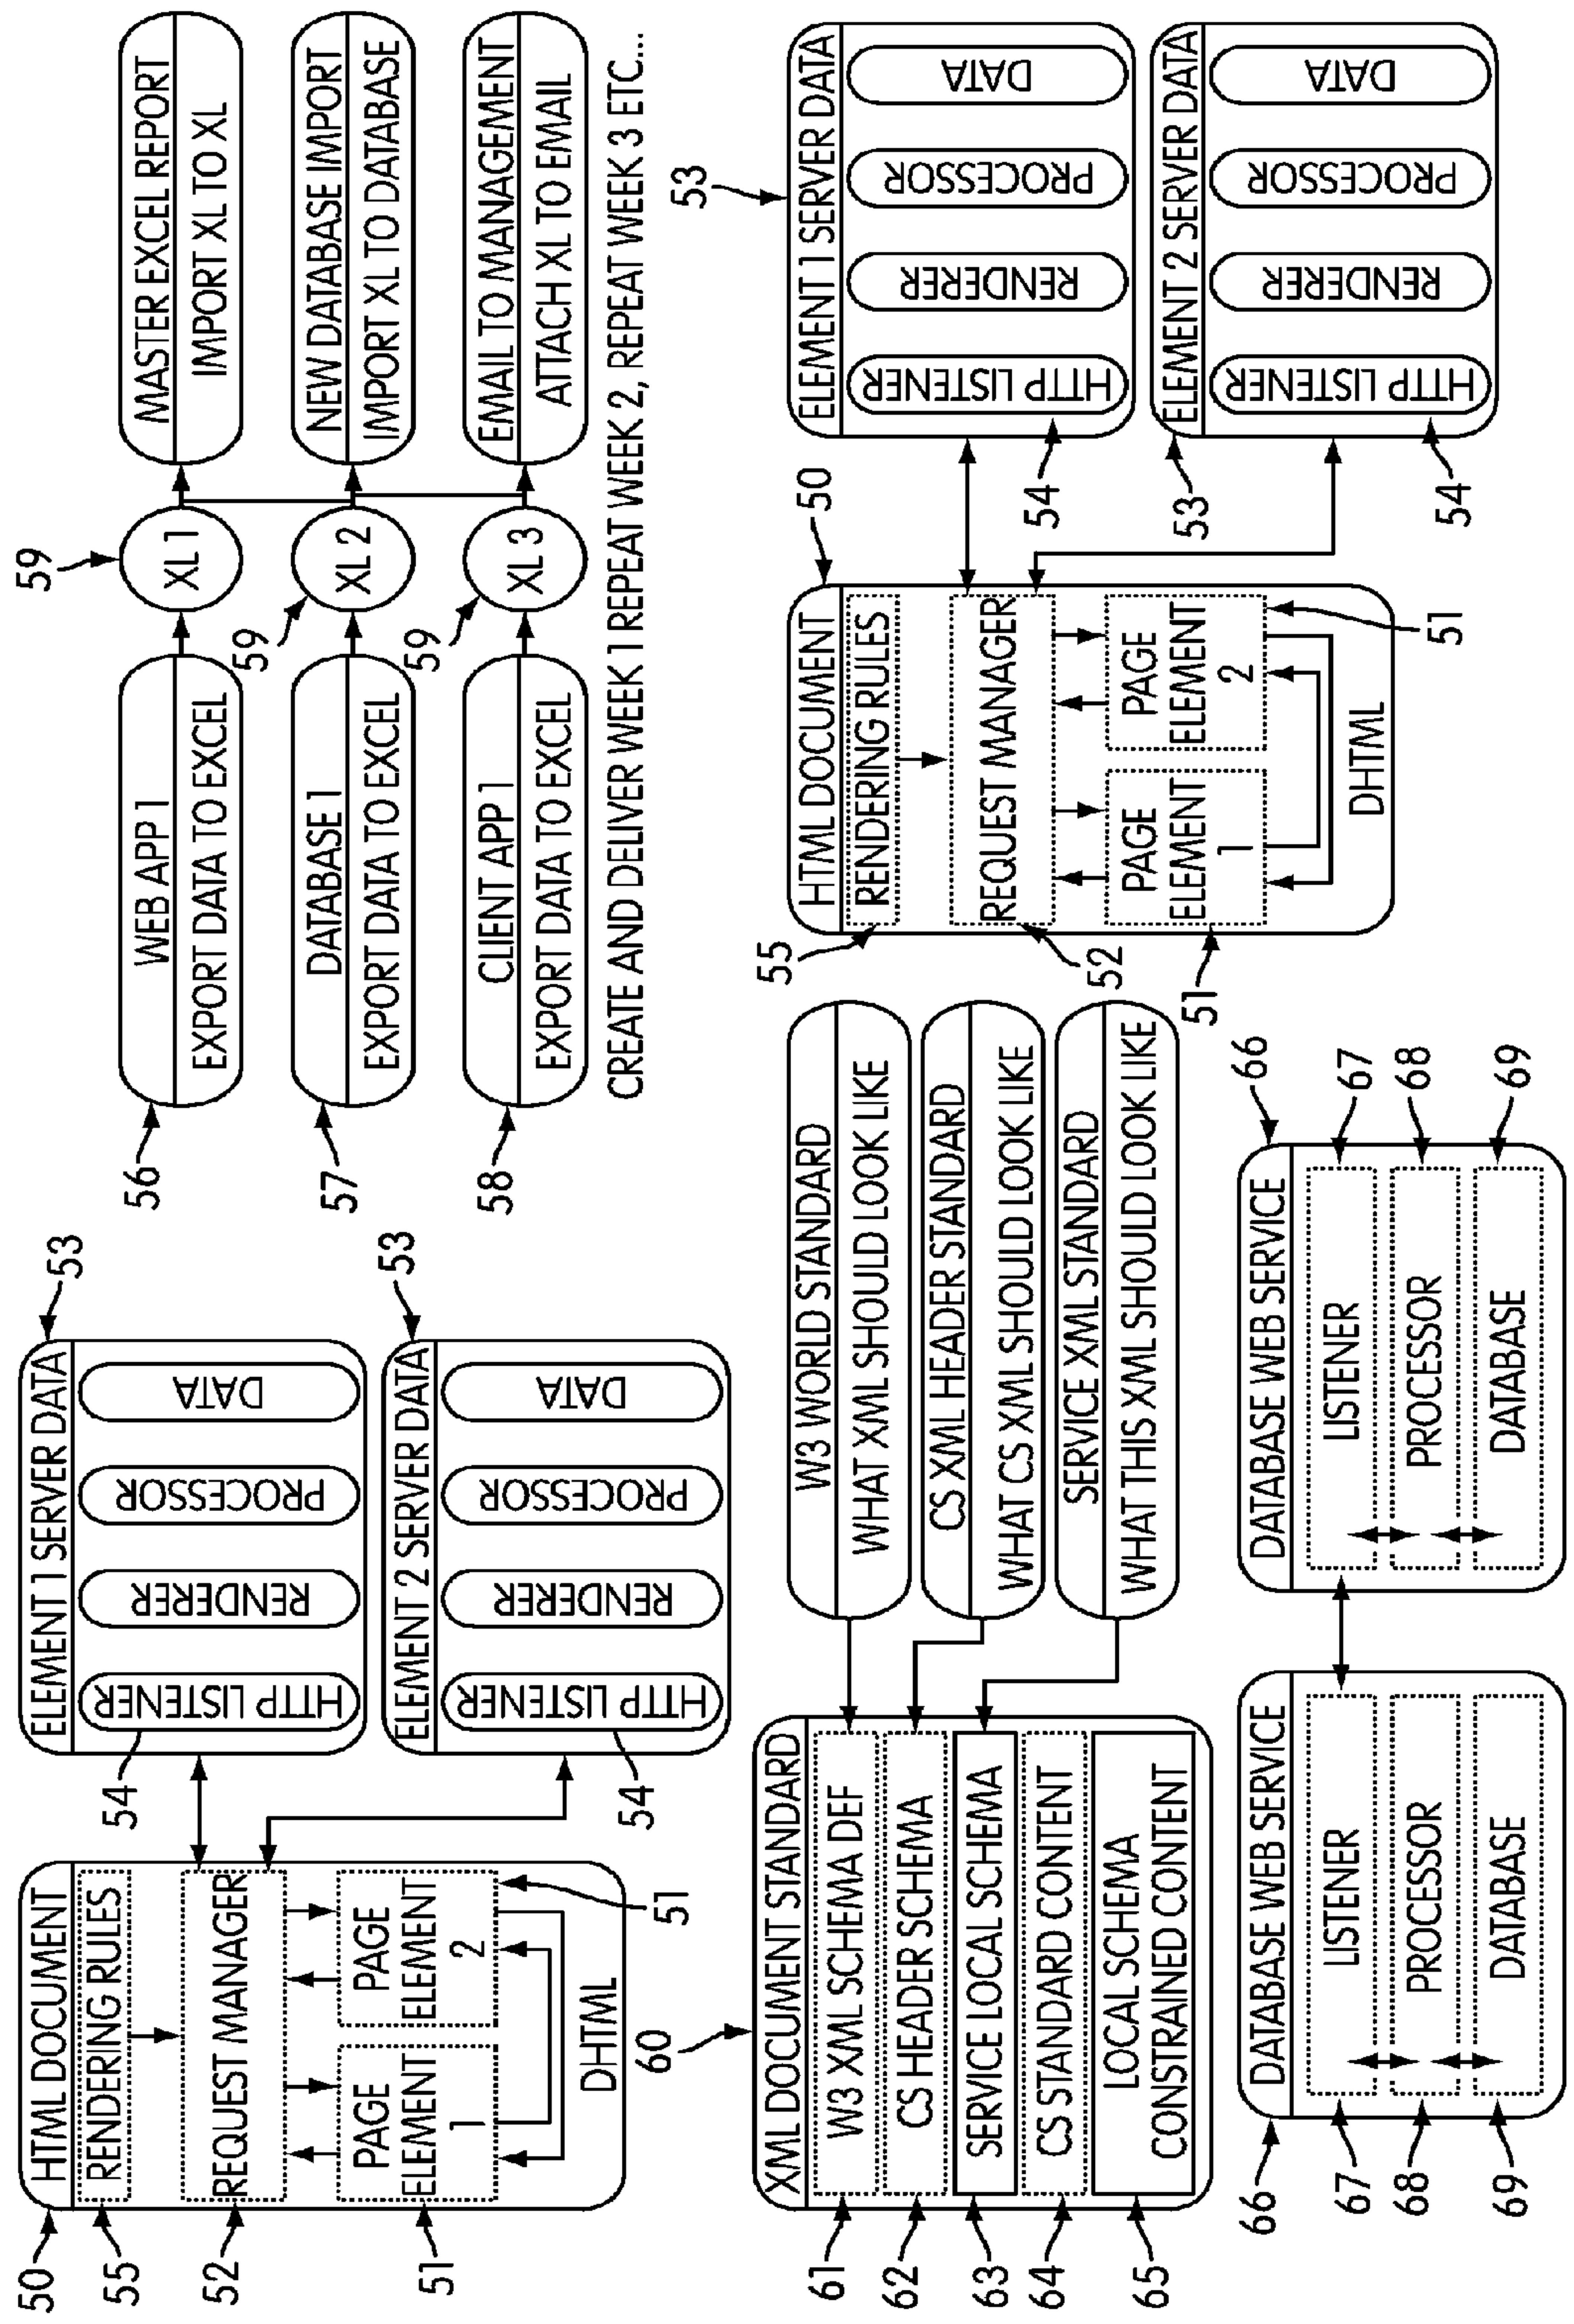 50
HTML DOCUMENT
55
RENDERING RULES
52
REQUEST MANAGER
51
PAGE
ELEMENT
1
PAGE
ELEMENT
2
51
DHTML
53
ELEMENT 1 SERVER DATA
HTTP LISTENER
RENDERER
PROCESSOR
DATA
54
53
ELEMENT 2 SERVER DATA
HTTP LISTENER
RENDERER
PROCESSOR
DATA
54
56
WEB APP 1
EXPORT DATA TO EXCEL
59
XL 1
MASTER EXCEL REPORT
IMPORT XL TO XL
57
DATABASE 1
EXPORT DATA TO EXCEL
59
XL 2
NEW DATABASE IMPORT
IMPORT XL TO DATABASE
58
CLIENT APP 1
EXPORT DATA TO EXCEL
59
XL 3
EMAIL TO MANAGEMENT
ATTACH XL TO EMAIL
CREATE AND DELIVER WEEK 1 REPEAT WEEK 2, REPEAT WEEK 3 ETC...
60
XML DOCUMENT STANDARD
61
W3 XML SCHEMA DEF
62
CS HEADER SCHEMA
63
SERVICE LOCAL SCHEMA
64
CS STANDARD CONTENT
65
LOCAL SCHEMA
CONSTRAINED CONTENT
W3 WORLD STANDARD
WHAT XML SHOULD LOOK LIKE
CS XML HEADER STANDARD
WHAT CS XML SHOULD LOOK LIKE
SERVICE XML STANDARD
WHAT THIS XML SHOULD LOOK LIKE
50
HTML DOCUMENT
55
RENDERING RULES
52
REQUEST MANAGER
51
PAGE
ELEMENT
1
PAGE
ELEMENT
2
51
DHTML
53
ELEMENT 1 SERVER DATA
HTTP LISTENER
RENDERER
PROCESSOR
DATA
54
53
ELEMENT 2 SERVER DATA
HTTP LISTENER
RENDERER
PROCESSOR
DATA
54
66
DATABASE WEB SERVICE
67
LISTENER
68
PROCESSOR
69
DATABASE
66
DATABASE WEB SERVICE
67
LISTENER
68
PROCESSOR
69
DATABASE